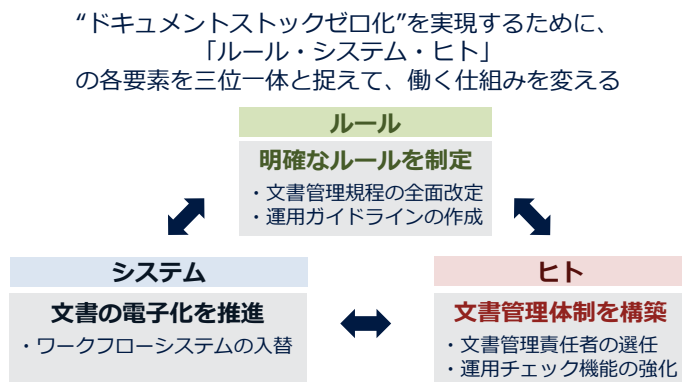 “ドキュメントストックゼロ化”を実現するために、
「ルール・システム・ヒト」
の各要素を三位一体と捉えて、働く仕組みを変える
ルール
明確なルールを制定
・文書管理規程の全面改定
・運用ガイドラインの作成
システム
文書の電子化を推進
・ワークフローシステムの入替
ヒト
文書管理体制を構築
・文書管理責任者の選任
・運用チェック機能の強化